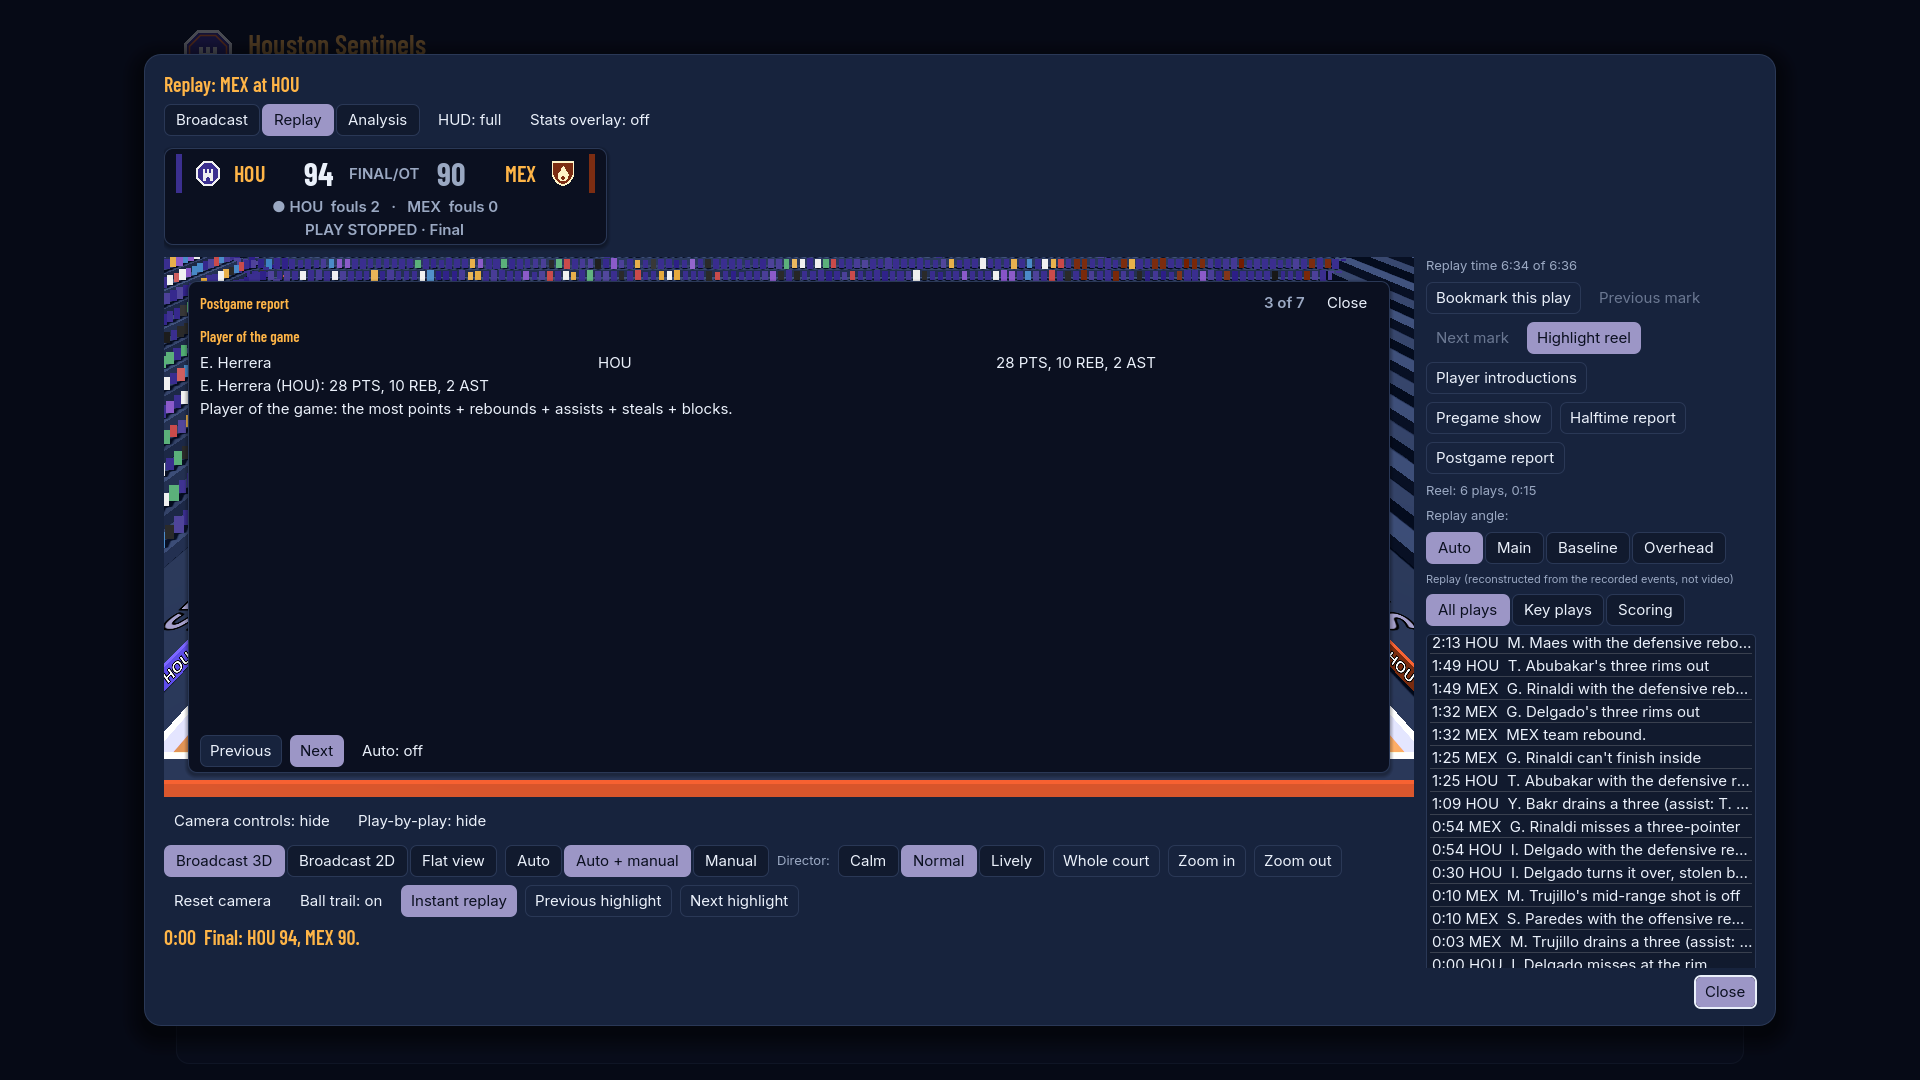 Houston Sentinels
Replay: MEX at HOU
Broadcast Replay Analysis HUD: full Stats overlay: off
HOU 94 FINAL/OT 90 MEX
HOU fouls 2 · MEX fouls 0
PLAY STOPPED · Final
Postgame report 3 of 7 Close
Player of the game
E. Herrera HOU 28 PTS, 10 REB, 2 AST
E. Herrera (HOU): 28 PTS, 10 REB, 2 AST
Player of the game: the most points + rebounds + assists + steals + blocks.
HOU HOU
Previous Next Auto: off
Replay time 6:34 of 6:36
Bookmark this play Previous mark
Next mark Highlight reel
Player introductions
Pregame show Halftime report
Postgame report
Reel: 6 plays, 0:15
Replay angle:
Auto Main Baseline Overhead
Replay (reconstructed from the recorded events, not video)
All plays Key plays Scoring
2:13 HOU M. Maes with the defensive rebo...
1:49 HOU T. Abubakar's three rims out
1:49 MEX G. Rinaldi with the defensive reb...
1:32 MEX G. Delgado's three rims out
1:32 MEX MEX team rebound.
1:25 MEX G. Rinaldi can't finish inside
1:25 HOU T. Abubakar with the defensive r...
1:09 HOU Y. Bakr drains a three (assist: T. ...
0:54 MEX G. Rinaldi misses a three-pointer
0:54 HOU I. Delgado with the defensive re...
0:30 HOU I. Delgado turns it over, stolen b...
0:10 MEX M. Trujillo's mid-range shot is off
0:10 MEX S. Paredes with the offensive re...
0:03 MEX M. Trujillo drains a three (assist: ...
0:00 HOU I. Delgado misses at the rim
Camera controls: hide Play-by-play: hide
Broadcast 3D Broadcast 2D Flat view Auto Auto + manual Manual Director: Calm Normal Lively Whole court Zoom in Zoom out
Reset camera Ball trail: on Instant replay Previous highlight Next highlight
0:00 Final: HOU 94, MEX 90.
Close